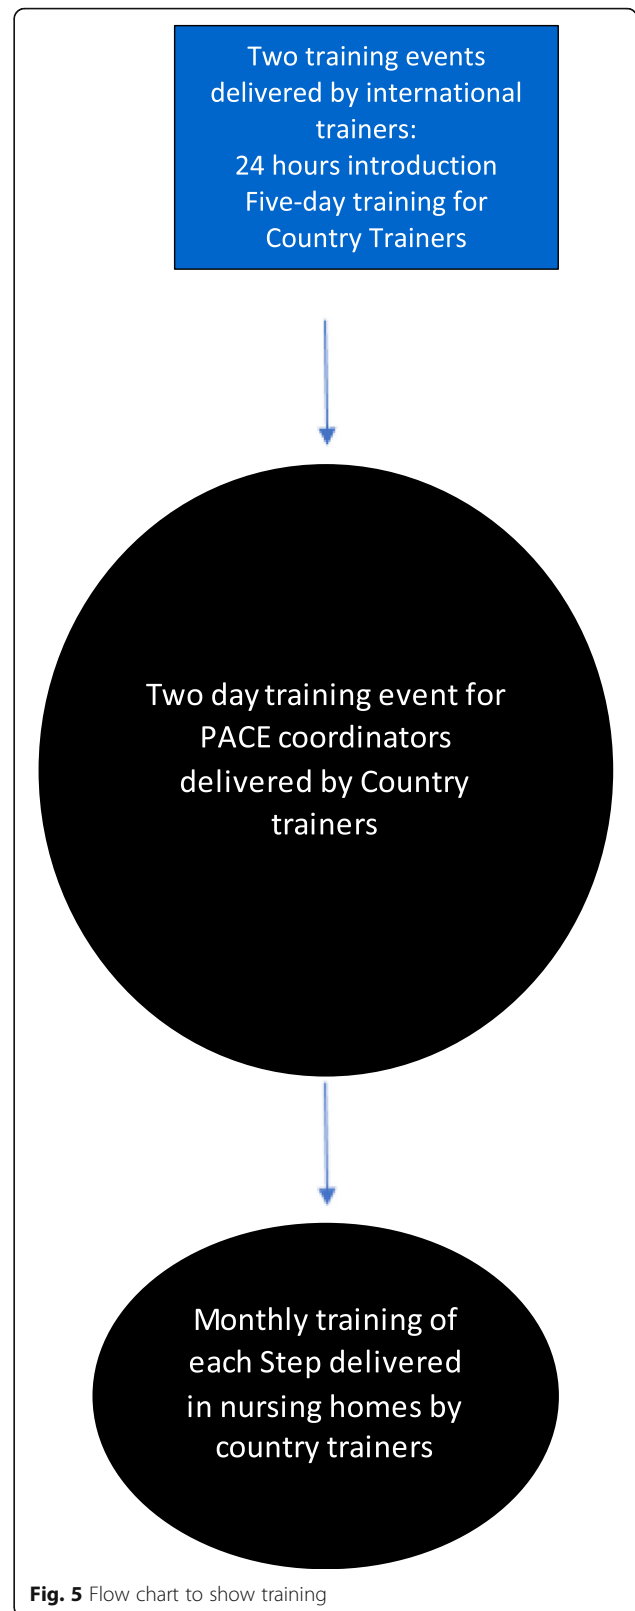 Two training events
delivered by international
trainers:
24 hours introduction
Five-day training for
Country Trainers
Two day training event for
PACE coordinators
delivered by Country
trainers
Monthly training of
each Step delivered
in nursing homes by
country trainers
Fig. 5 Flow chart to show training